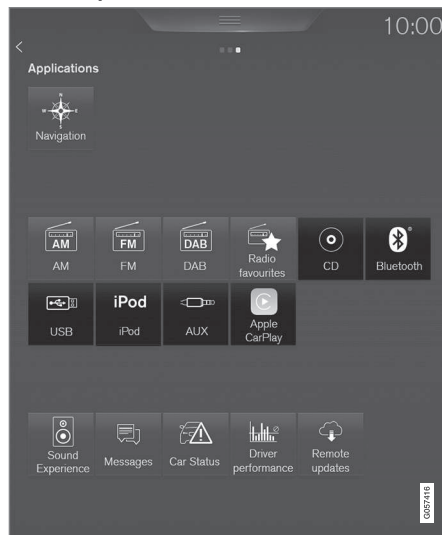 10:00
Applications
N
W E
S
Navigation
AM FM DAB
AM FM DAB Radio favourites CD Bluetooth
iPod
USB iPod AUX Apple CarPlay
Sound Experience Messages Car Status Driver performance Remote updates
G057416